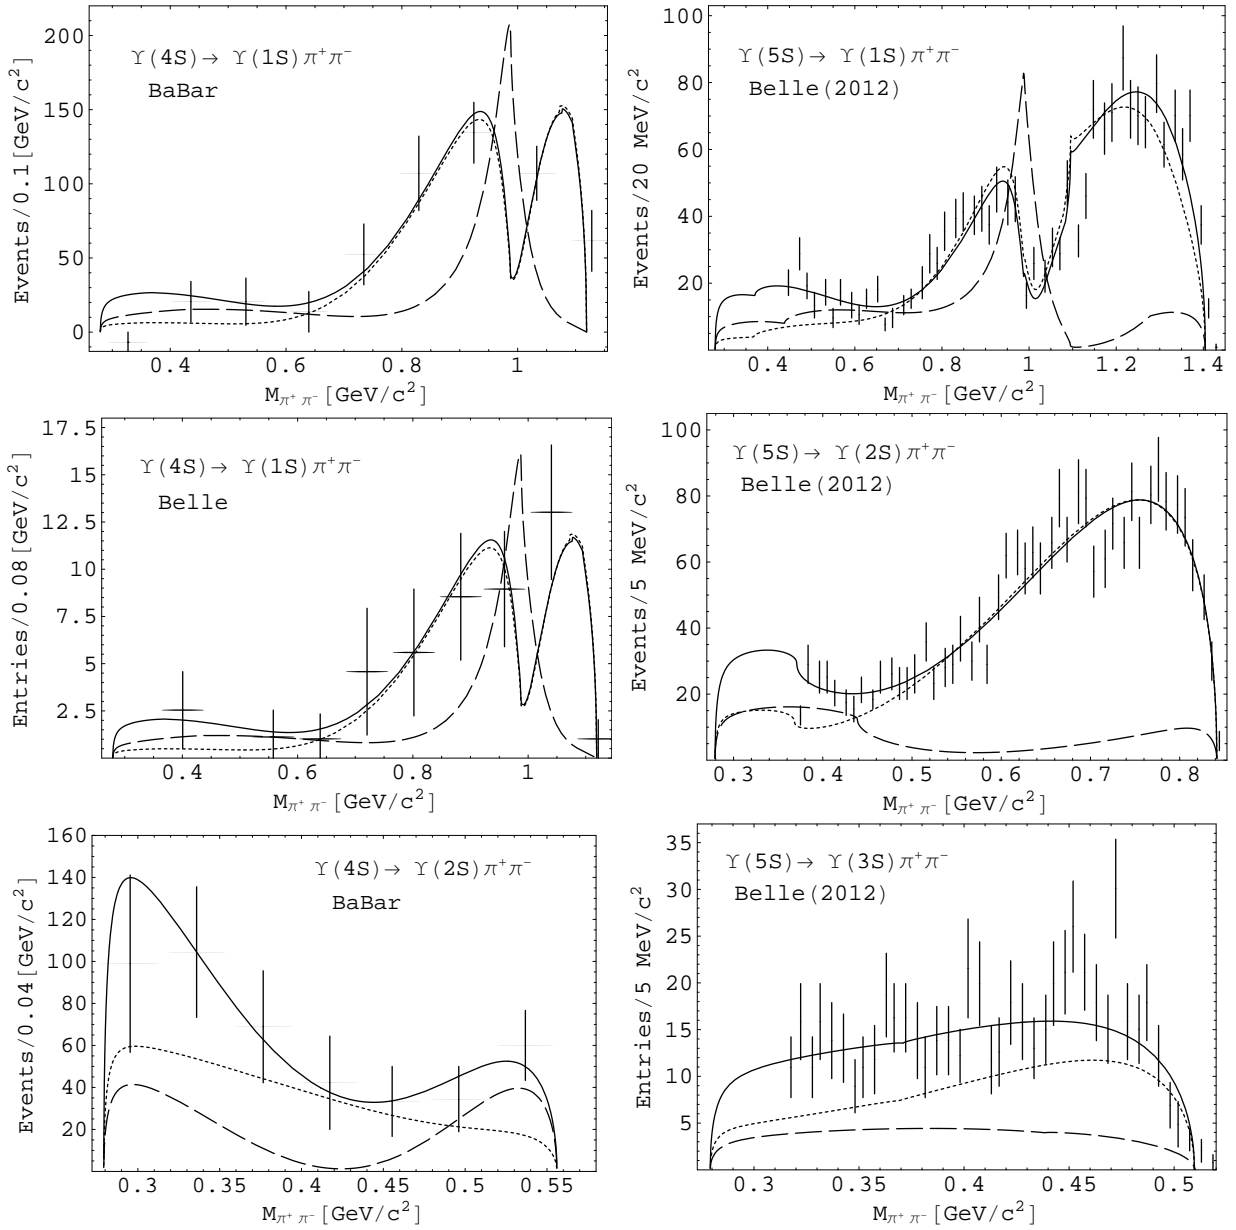 Υ(4S)→ Υ(1S)π⁺π⁻
BaBar
Events/0.1[GeV/c²]
200
150
100
50
0
0.4 0.6 0.8 1
M_π⁺π⁻[GeV/c²]
Υ(5S)→ Υ(1S)π⁺π⁻
Belle(2012)
Events/20 MeV/c²
100
80
60
40
20
0.4 0.6 0.8 1 1.2 1.4
M_π⁺π⁻[GeV/c²]
Υ(4S)→ Υ(1S)π⁺π⁻
Belle
Entries/0.08[GeV/c²]
17.5
15
12.5
10
7.5
5
2.5
0.4 0.6 0.8 1
M_π⁺π⁻[GeV/c²]
Υ(5S)→ Υ(2S)π⁺π⁻
Belle(2012)
Events/5 MeV/c²
100
80
60
40
20
0.3 0.4 0.5 0.6 0.7 0.8
M_π⁺π⁻[GeV/c²]
Υ(4S)→ Υ(2S)π⁺π⁻
BaBar
Events/0.04[GeV/c²]
160
140
120
100
80
60
40
20
0.3 0.35 0.4 0.45 0.5 0.55
M_π⁺π⁻[GeV/c²]
Υ(5S)→ Υ(3S)π⁺π⁻
Belle(2012)
Entries/5 MeV/c²
35
30
25
20
15
10
5
0.3 0.35 0.4 0.45 0.5
M_π⁺π⁻[GeV/c²]